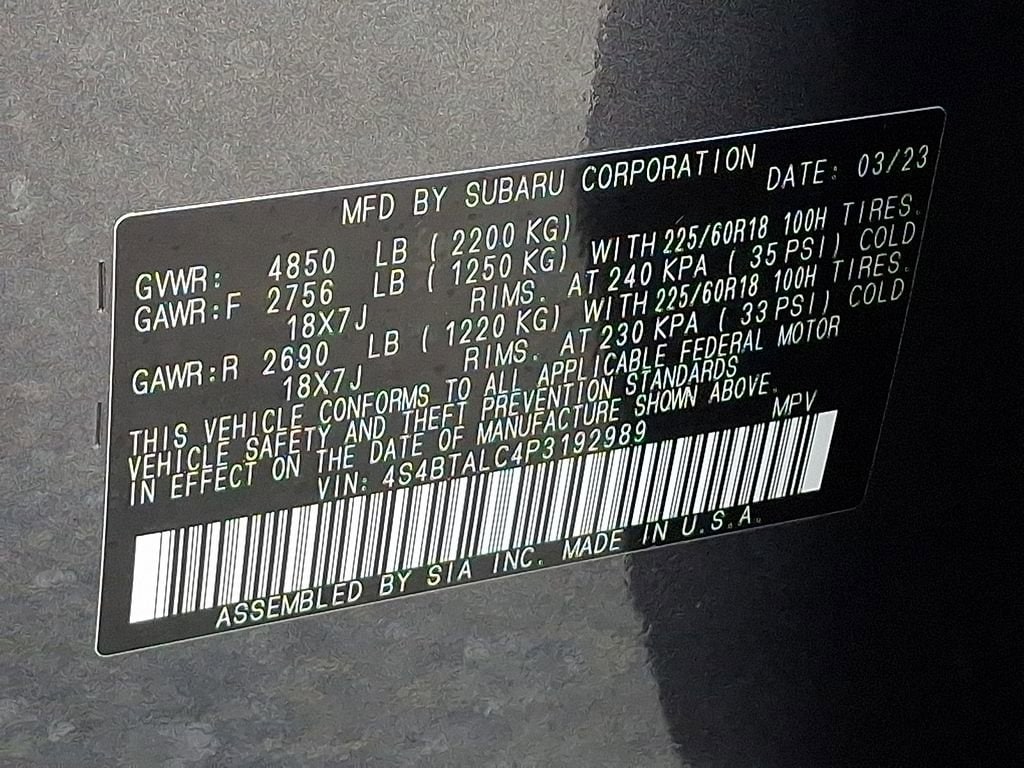 MFD BY SUBARU CORPORATION DATE: 03/23
GVWR: 4850 LB ( 2200 KG)
GAWR:F 2756 LB ( 1250 KG) WITH 225/60R18 100H TIRES.
18X7J RIMS. AT 240 KPA ( 35 PSI) COLD
GAWR:R 2690 LB ( 1220 KG) WITH 225/60R18 100H TIRES.
18X7J RIMS. AT 230 KPA ( 33 PSI) COLD
THIS VEHICLE CONFORMS TO ALL APPLICABLE FEDERAL MOTOR
VEHICLE SAFETY AND THEFT PREVENTION STANDARDS
IN EFFECT ON THE DATE OF MANUFACTURE SHOWN ABOVE.
VIN: 4S4BTALC4P3192989 MPV
ASSEMBLED BY SIA INC. MADE IN U.S.A.